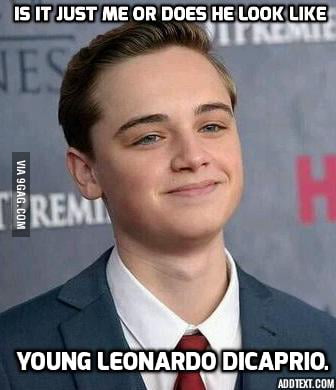 IS IT JUST ME OR DOES HE LOOK LIKE
VIA 9GAG.COM
YOUNG LEONARDO DICAPRIO.
ADDTEXT.COM